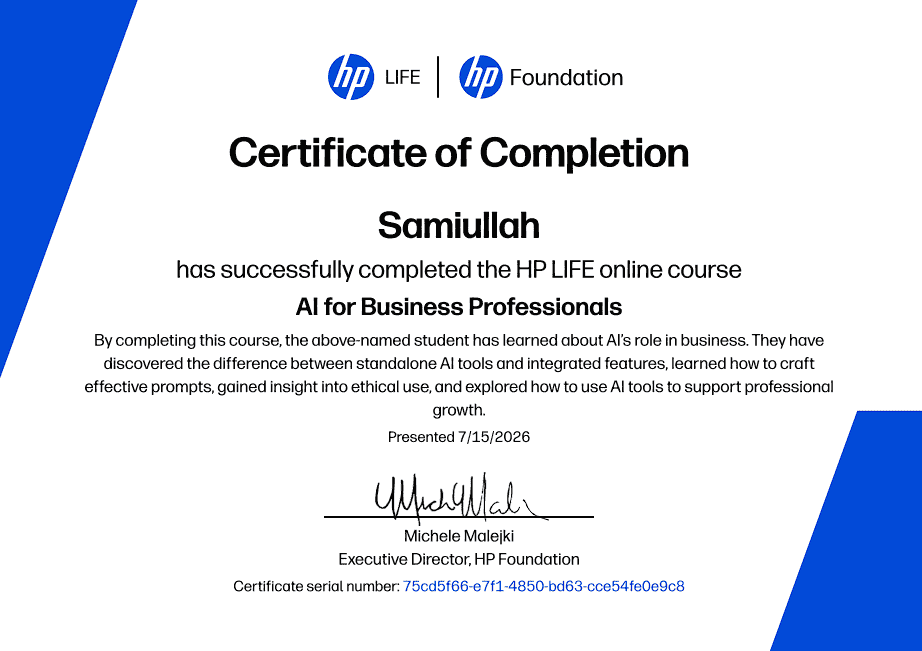 hp LIFE | hp Foundation
Certificate of Completion
Samiullah
has successfully completed the HP LIFE online course
AI for Business Professionals
By completing this course, the above-named student has learned about AI's role in business. They have
discovered the difference between standalone AI tools and integrated features, learned how to craft
effective prompts, gained insight into ethical use, and explored how to use AI tools to support professional
growth.
Presented 7/15/2026
Michele Malejki
Executive Director, HP Foundation
Certificate serial number: 75cd5f66-e7f1-4850-bd63-cce54fe0e9c8